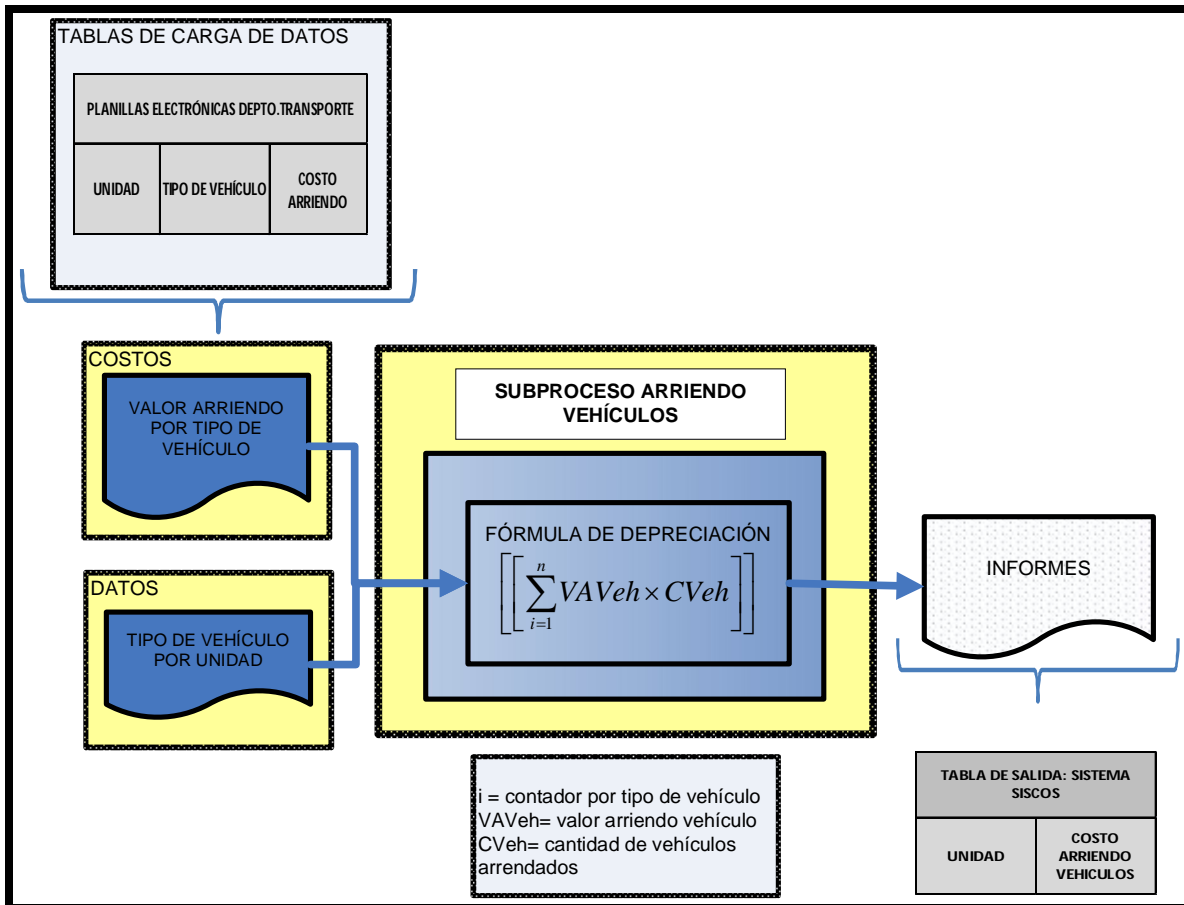 TABLAS DE CARGA DE DATOS
PLANILLAS ELECTRÓNICAS DEPTO.TRANSPORTE
UNIDAD
TIPO DE VEHÍCULO
COSTO
ARRIENDO
COSTOS
VALOR ARRIENDO
POR TIPO DE
VEHÍCULO
DATOS
TIPO DE VEHÍCULO
POR UNIDAD
SUBPROCESO ARRIENDO
VEHÍCULOS
FÓRMULA DE DEPRECIACIÓN
[[∑_{i=1}^{n} VAVeh × CVeh]]
i = contador por tipo de vehículo
VAVeh= valor arriendo vehículo
CVeh= cantidad de vehículos
arrendados
INFORMES
TABLA DE SALIDA: SISTEMA
SISCOS
UNIDAD
COSTO
ARRIENDO
VEHICULOS